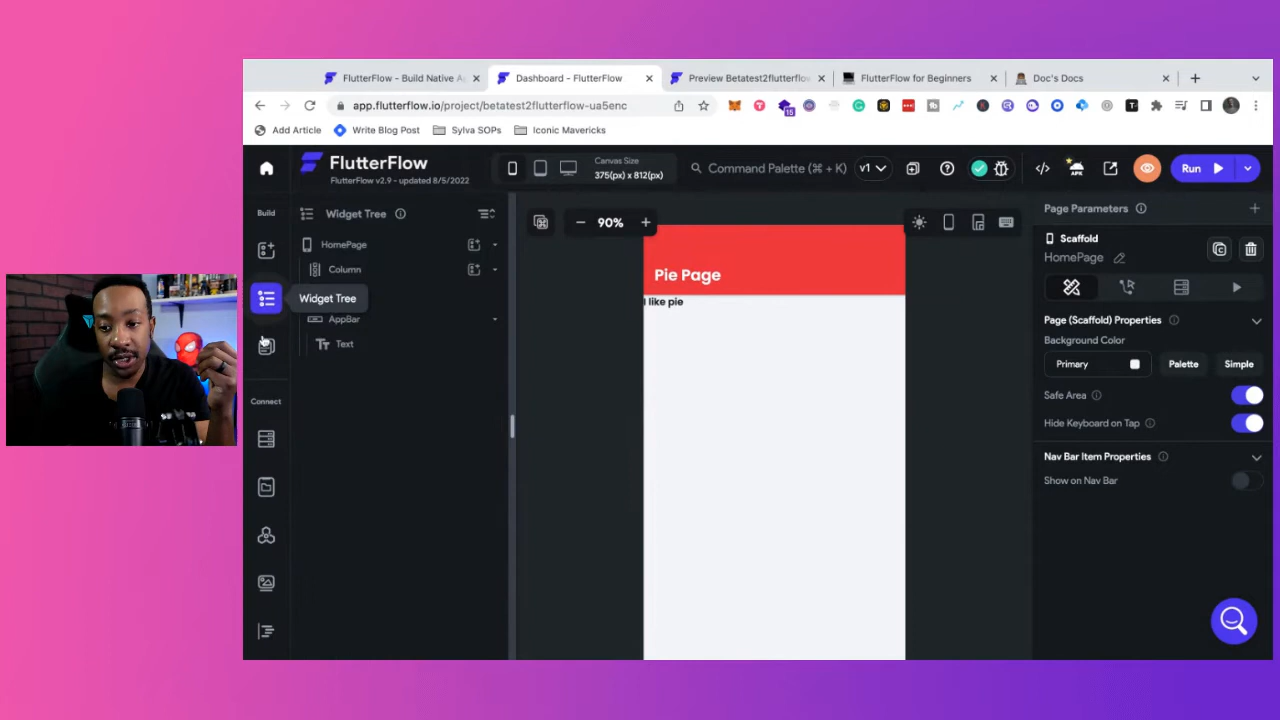 FlutterFlow - Build Native A
Dashboard - FlutterFlow
Preview Betatest2flutterflow
FlutterFlow for Beginners
Doc's Docs
app.flutterflow.io/project/betatest2flutterflow-ua5enc
15
Add Article
Write Blog Post
Sylva SOPs
Iconic Mavericks
FlutterFlow
FlutterFlow v2.9 - updated 8/5/2022
Canvas Size
375(px) x 812(px)
Command Palette (⌘ + K)
v1
APK
Run
Build
Widget Tree
90%
Page Parameters
HomePage
Scaffold
HomePage
Column
Pie Page
Widget Tree
I like pie
AppBar
Page (Scaffold) Properties
Text
Background Color
Primary
Palette
Simple
Safe Area
Connect
Hide Keyboard on Tap
Nav Bar Item Properties
Show on Nav Bar